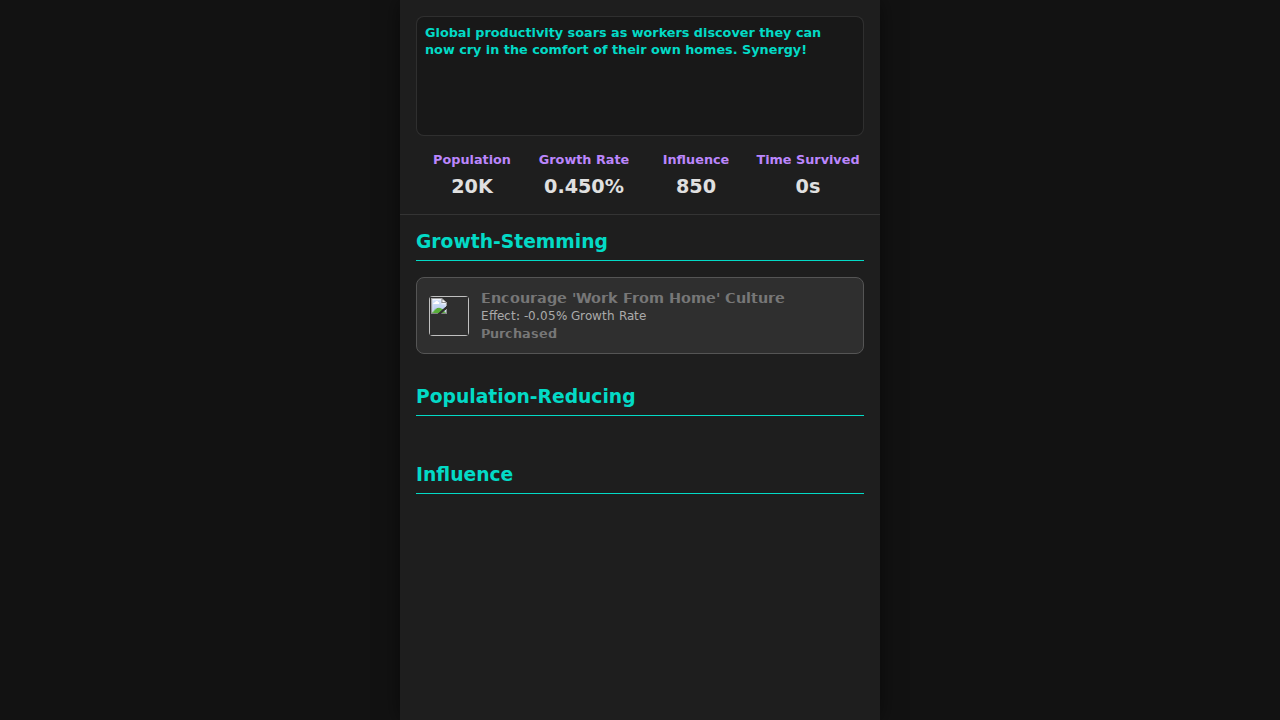 Global productivity soars as workers discover they can
now cry in the comfort of their own homes. Synergy!
Population
Growth Rate
Influence
Time Survived
20K
0.450%
850
0s
Growth-Stemming
Encourage 'Work From Home' Culture
Effect: -0.05% Growth Rate
Purchased
Population-Reducing
Influence